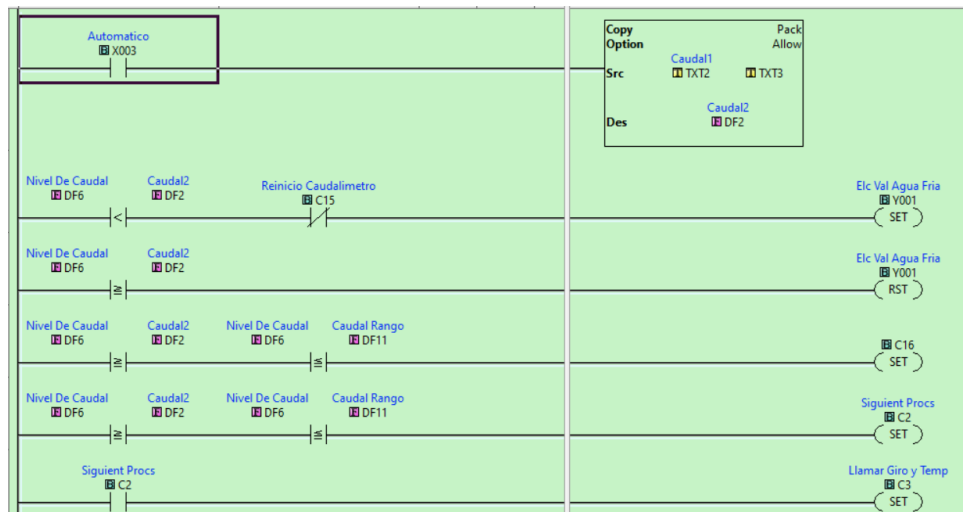 Copy Pack
Automatico Option Allow
X003
Caudal1
Src TXT2 TXT3
Caudal2
Des DF2
Nivel De Caudal Caudal2 Reinicio Caudalimetro Elc Val Agua Fria
DF6 DF2 C15 Y001
< SET
Nivel De Caudal Caudal2 Elc Val Agua Fria
DF6 DF2 Y001
≥ RST
Nivel De Caudal Caudal2 Nivel De Caudal Caudal Rango
DF6 DF2 DF6 DF11 C16
≥ ≤ SET
Nivel De Caudal Caudal2 Nivel De Caudal Caudal Rango Siguient Procs
DF6 DF2 DF6 DF11 C2
≥ ≤ SET
Siguient Procs Llamar Giro y Temp
C2 C3
SET